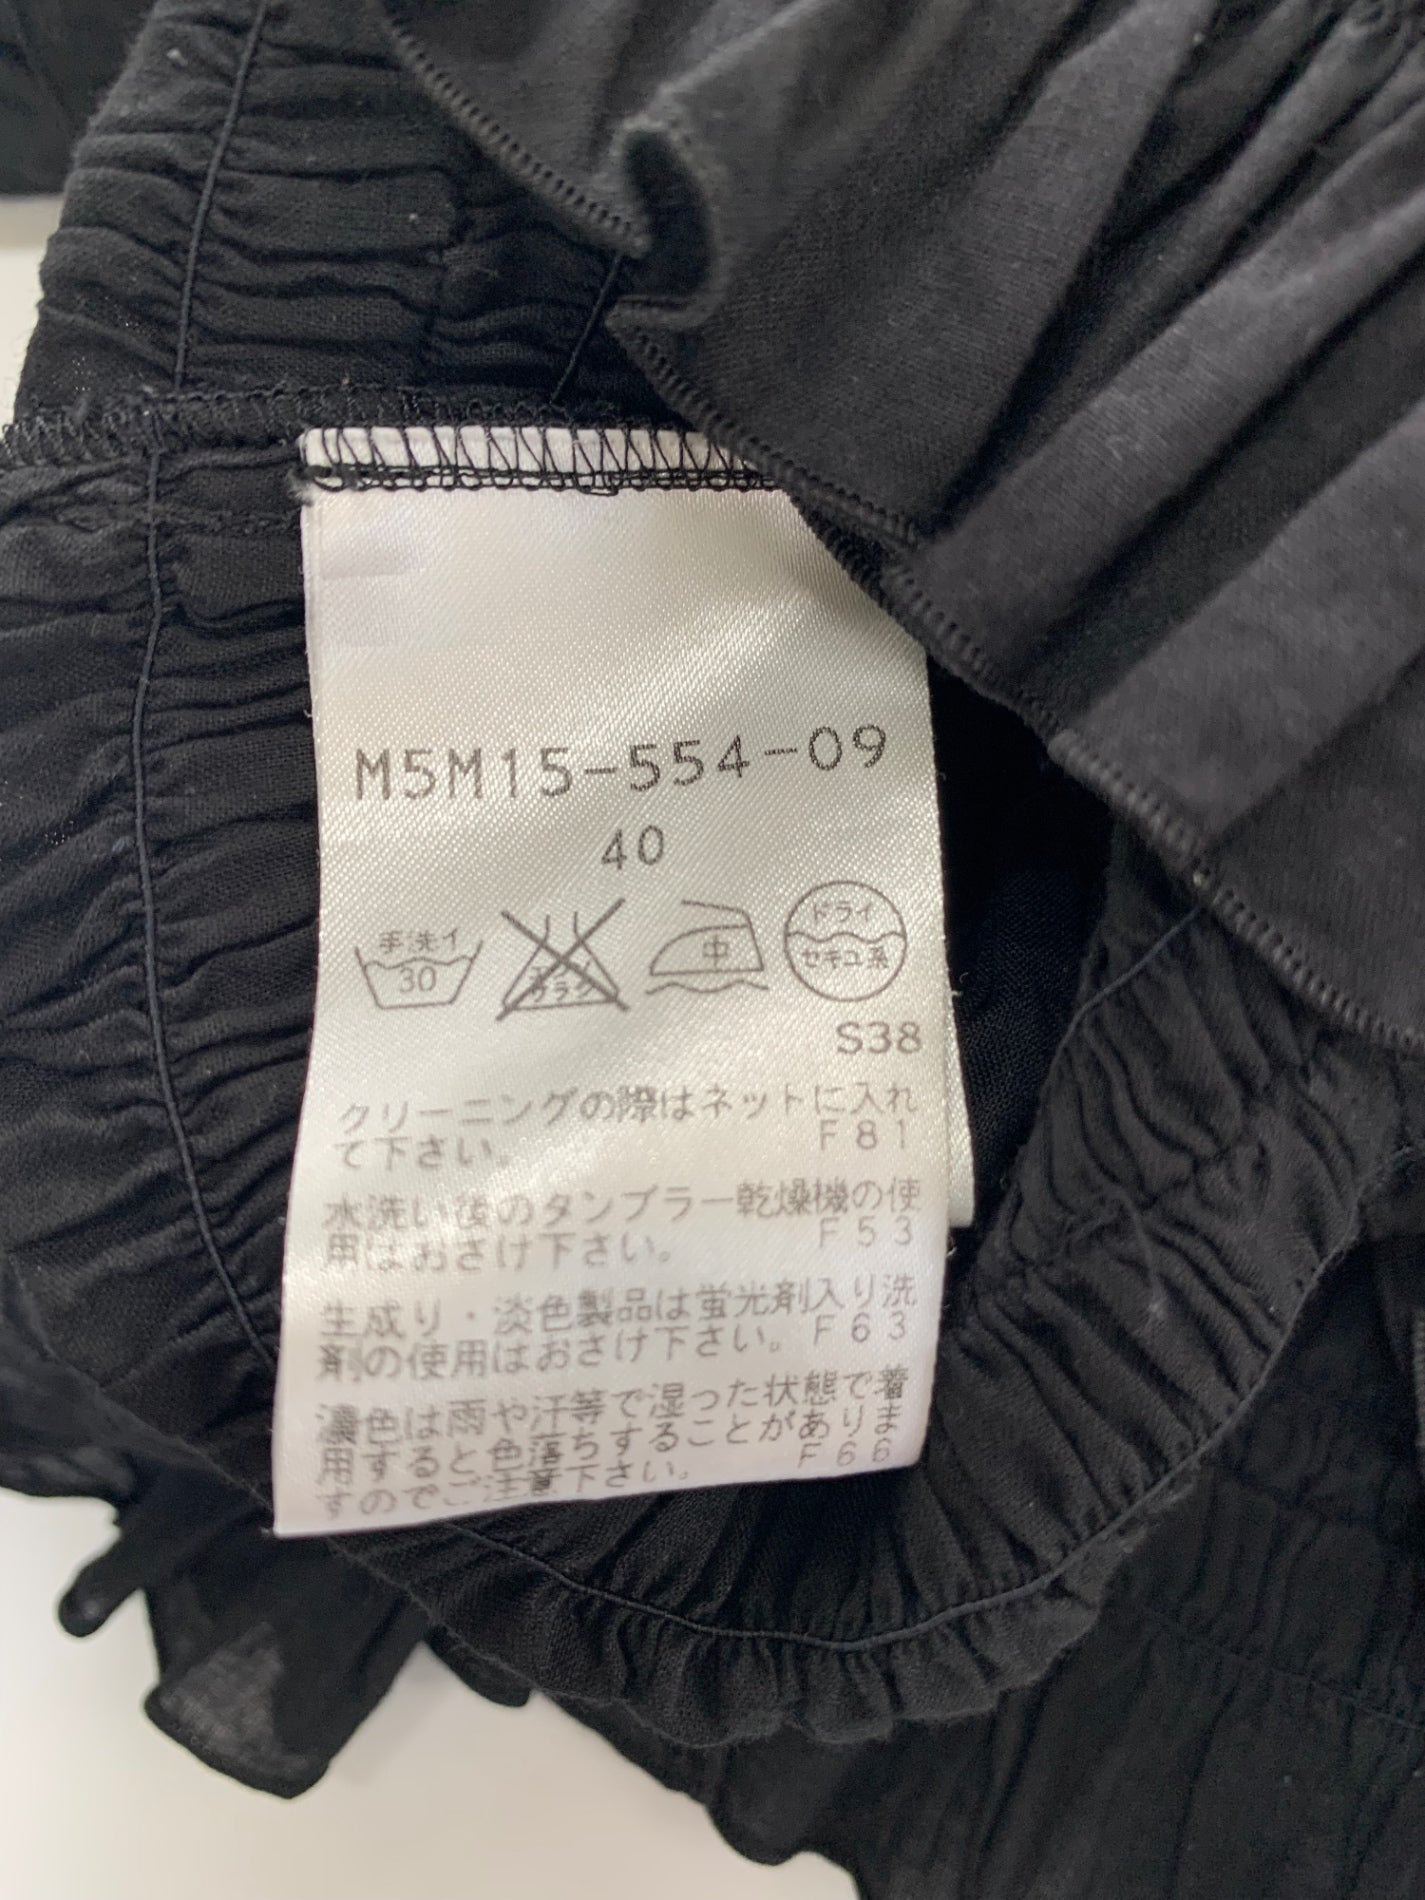 M5M15-554-09
40
手洗イ
30
エンソ
サラシ
中
ドライ
セキユ系
S38
クリーニングの際はネットに入れ
て下さい。 F81
水洗い後のタンブラー乾燥機の使
用はおさけ下さい。 F53
生成り・淡色製品は蛍光剤入り洗
剤の使用はおさけ下さい。 F63
濃色は雨や汗等で湿った状態で着
用すると色落ちすることがありま
すのでご注意下さい。 F66